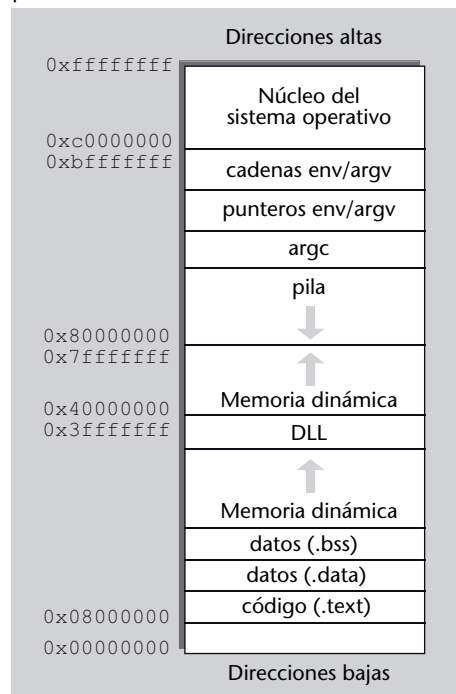 Direcciones altas
0xffffffff
Núcleo del
sistema operativo
0xc0000000
0xbfffffff
cadenas env/argv
punteros env/argv
argc
pila
0x80000000
0x7fffffff
Memoria dinámica
0x40000000
0x3fffffff
DLL
Memoria dinámica
datos (.bss)
datos (.data)
código (.text)
0x08000000
0x00000000
Direcciones bajas